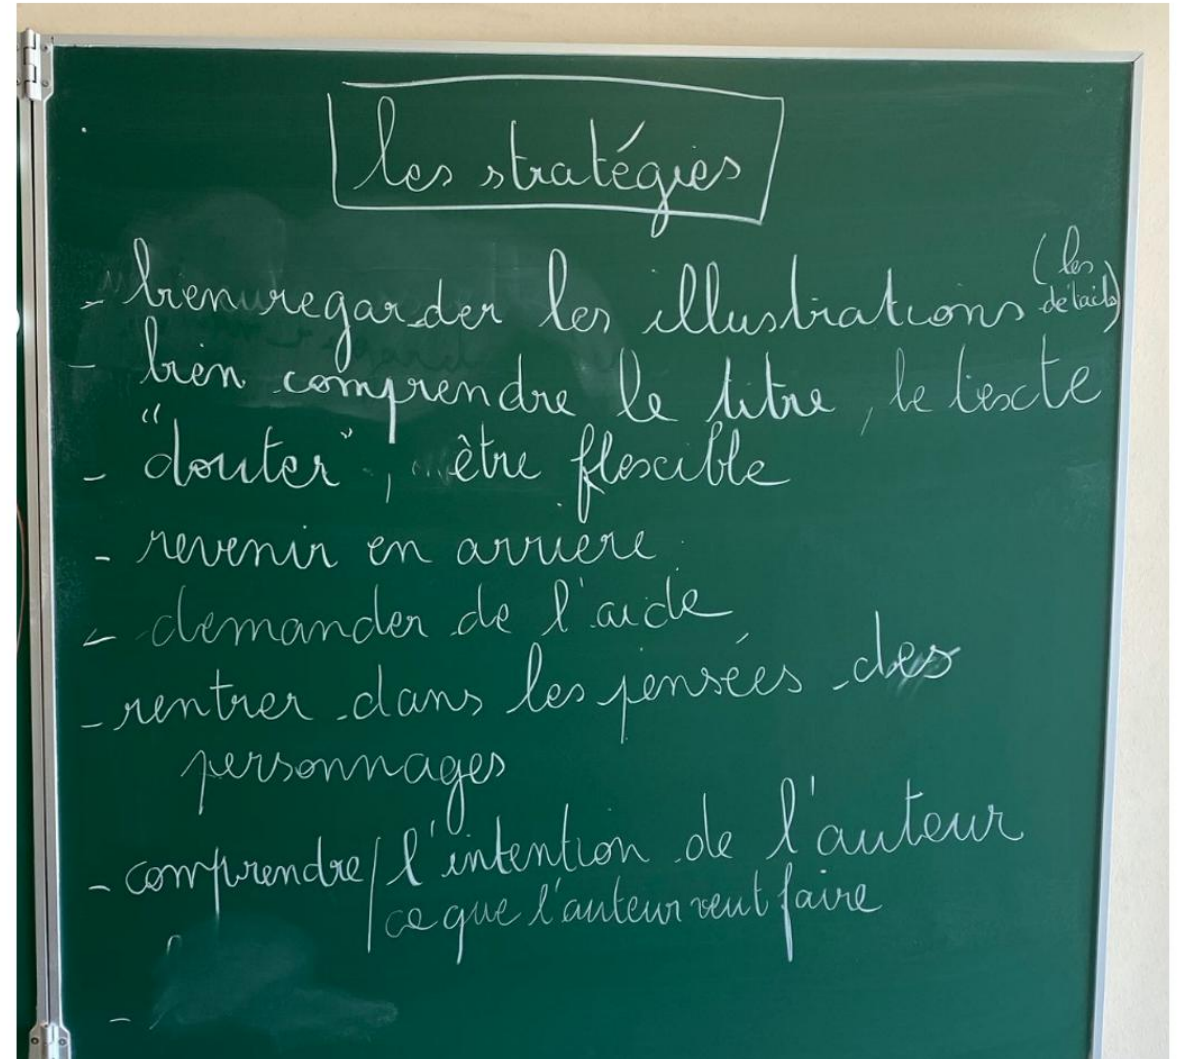 les stratégies
- bien regarder les illustrations (les détails)
- bien comprendre le titre, le texte
- "douter", être flexible
- revenir en arrière
- demander de l'aide
- rentrer dans les pensées des
personnages
- comprendre / l'intention de l'auteur
/ ce que l'auteur veut faire
-